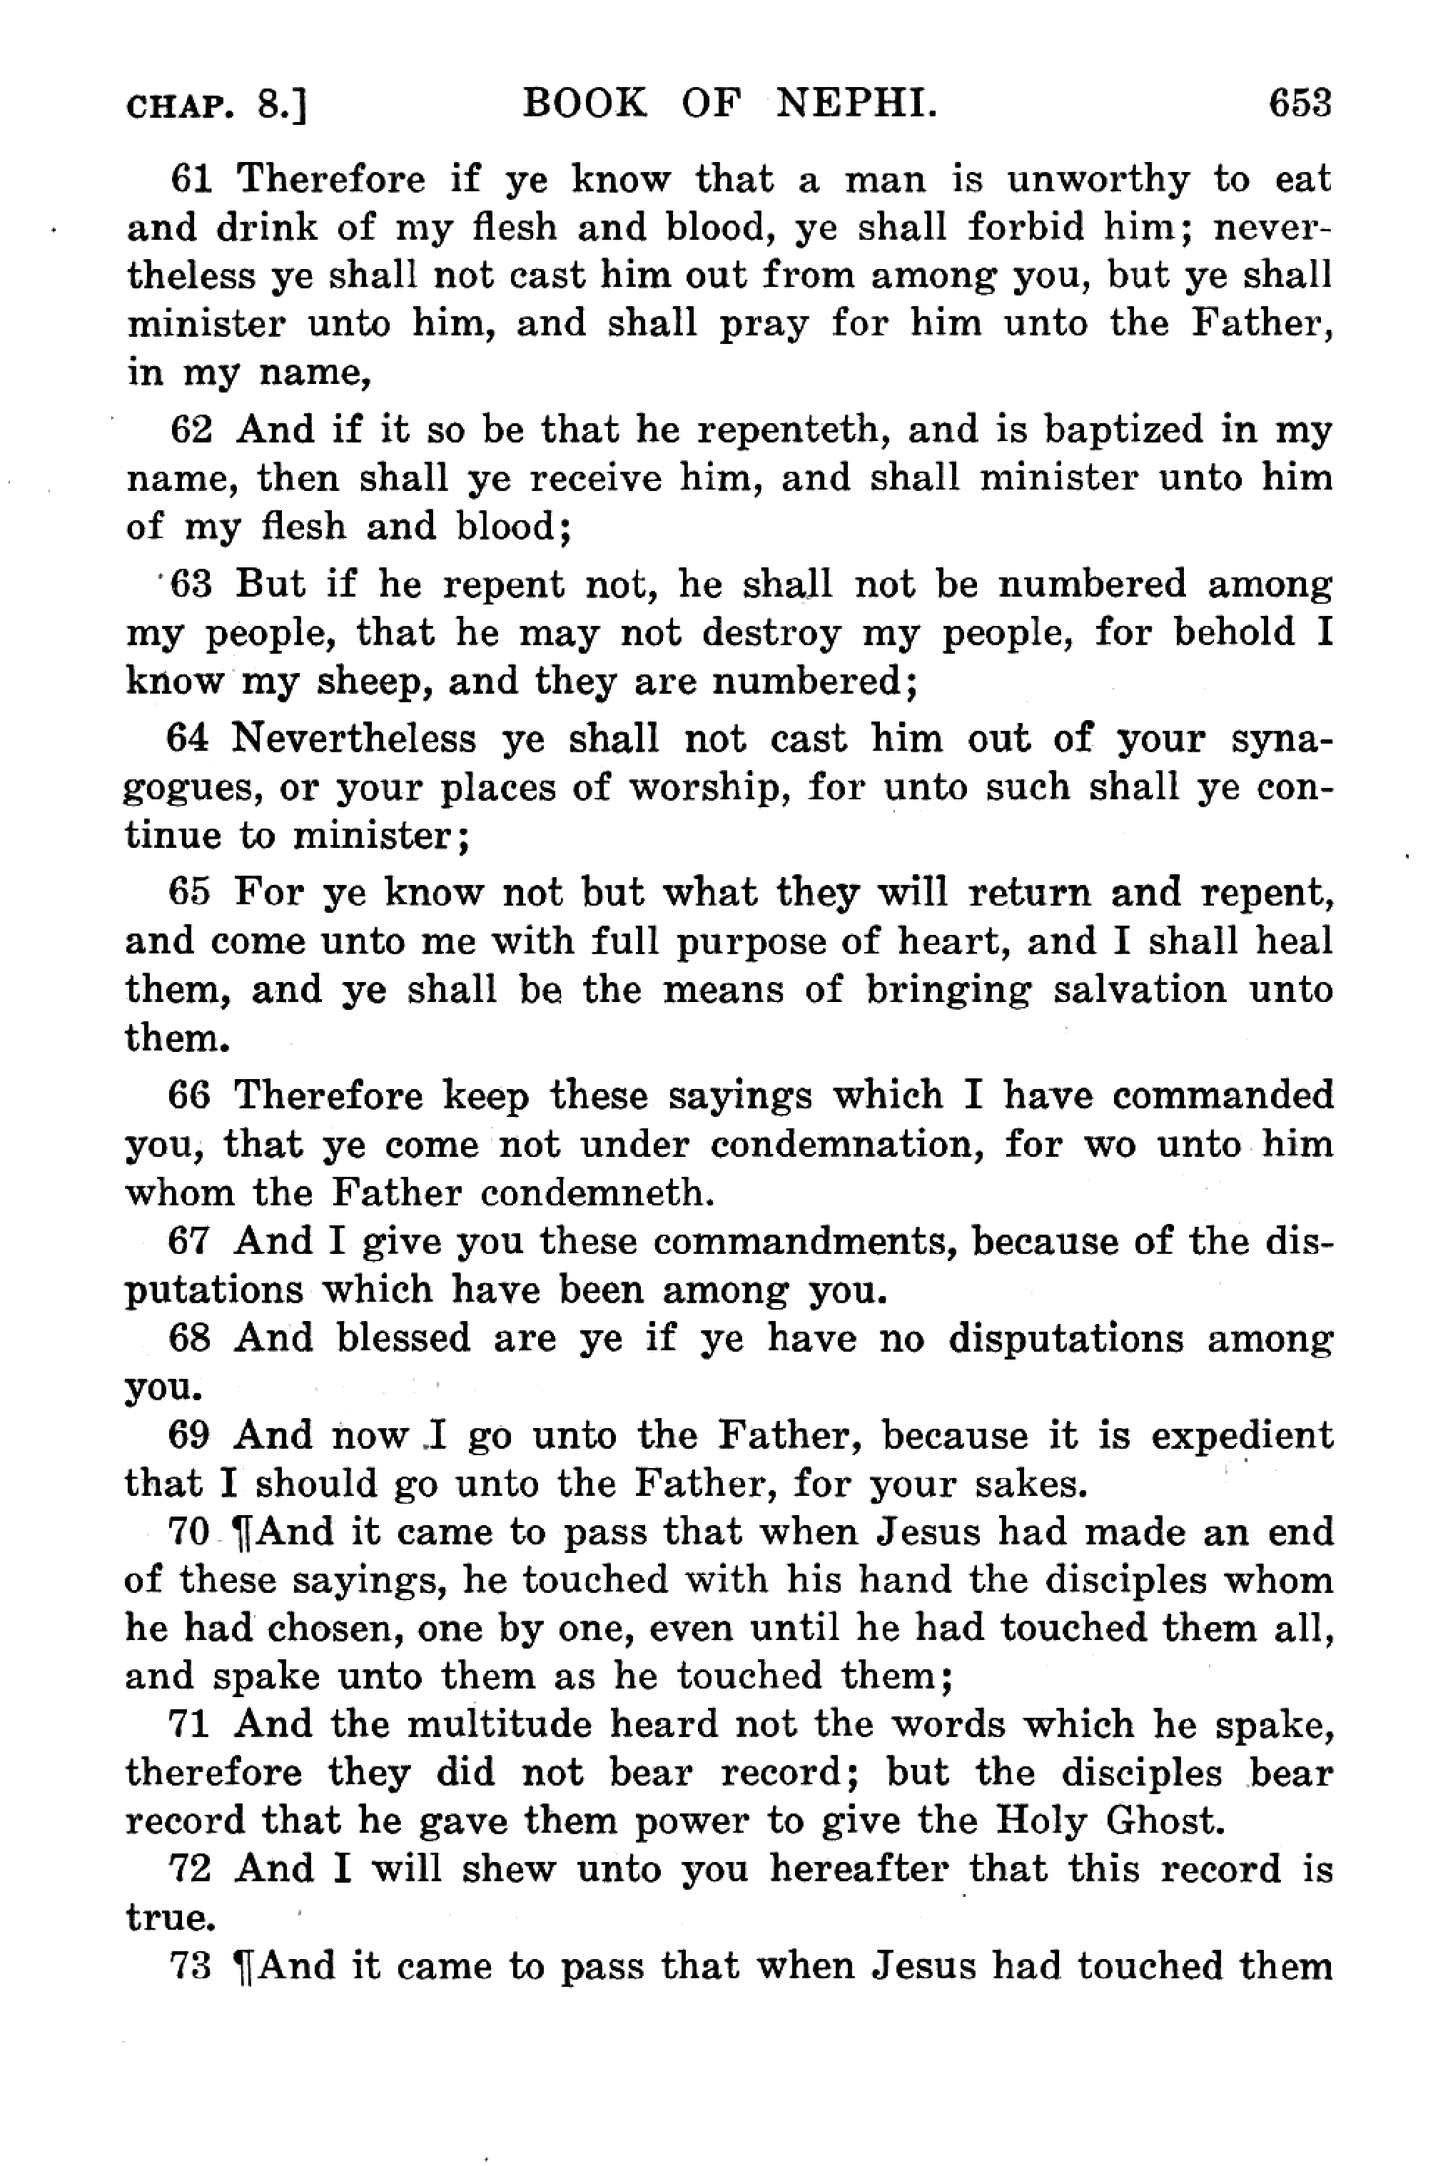 CHAP. 8.] BOOK OF NEPHI. 653
61 Therefore if ye know that a man is unworthy to eat
and drink of my flesh and blood, ye shall forbid him; never-
theless ye shall not cast him out from among you, but ye shall
minister unto him, and shall pray for him unto the Father,
in my name,
62 And if it so be that he repenteth, and is baptized in my
name, then shall ye receive him, and shall minister unto him
of my flesh and blood;
63 But if he repent not, he shall not be numbered among
my people, that he may not destroy my people, for behold I
know my sheep, and they are numbered;
64 Nevertheless ye shall not cast him out of your syna-
gogues, or your places of worship, for unto such shall ye con-
tinue to minister;
65 For ye know not but what they will return and repent,
and come unto me with full purpose of heart, and I shall heal
them, and ye shall be the means of bringing salvation unto
them.
66 Therefore keep these sayings which I have commanded
you, that ye come not under condemnation, for wo unto him
whom the Father condemneth.
67 And I give you these commandments, because of the dis-
putations which have been among you.
68 And blessed are ye if ye have no disputations among
you.
69 And now I go unto the Father, because it is expedient
that I should go unto the Father, for your sakes.
70 ¶And it came to pass that when Jesus had made an end
of these sayings, he touched with his hand the disciples whom
he had chosen, one by one, even until he had touched them all,
and spake unto them as he touched them;
71 And the multitude heard not the words which he spake,
therefore they did not bear record; but the disciples bear
record that he gave them power to give the Holy Ghost.
72 And I will shew unto you hereafter that this record is
true.
73 ¶And it came to pass that when Jesus had touched them